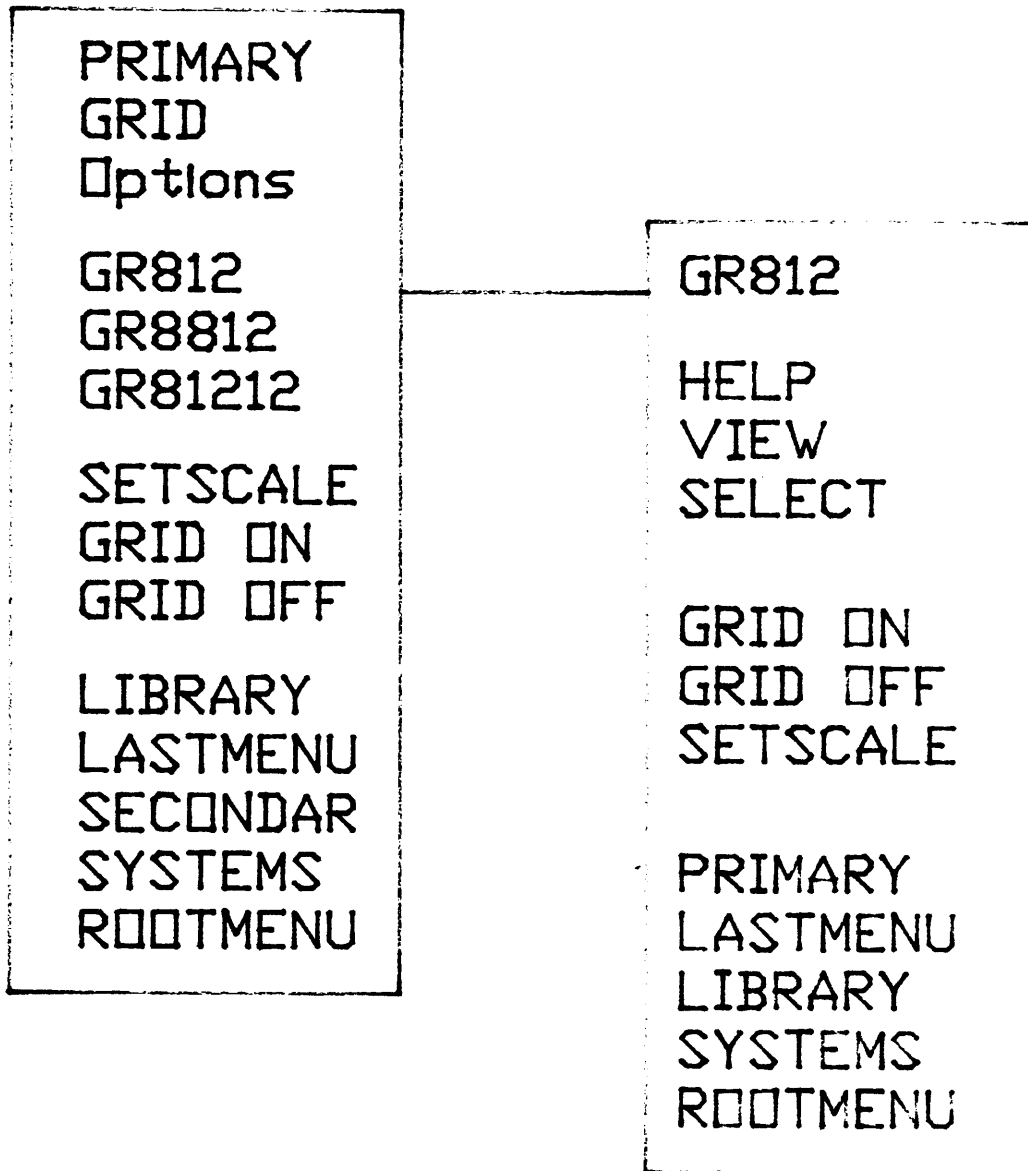 PRIMARY
GRID
Options
GR812
GR8812
GR81212
SETSCALE
GRID ON
GRID OFF
LIBRARY
LASTMENU
SECONDAR
SYSTEMS
ROOTMENU
GR812
HELP
VIEW
SELECT
GRID ON
GRID OFF
SETSCALE
PRIMARY
LASTMENU
LIBRARY
SYSTEMS
ROOTMENU